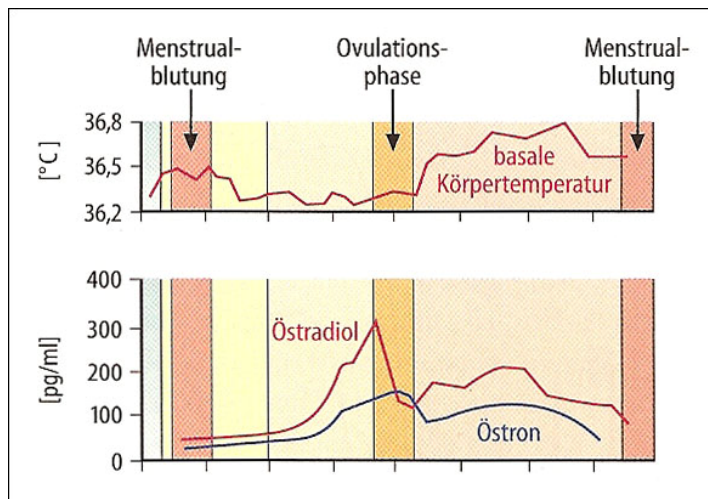 Menstrual-
blutung
Ovulations-
phase
Menstrual-
blutung
[°C]
36,8
36,5
36,2
basale
Körpertemperatur
[pg/ml]
400
300
200
100
0
Östradiol
Östron